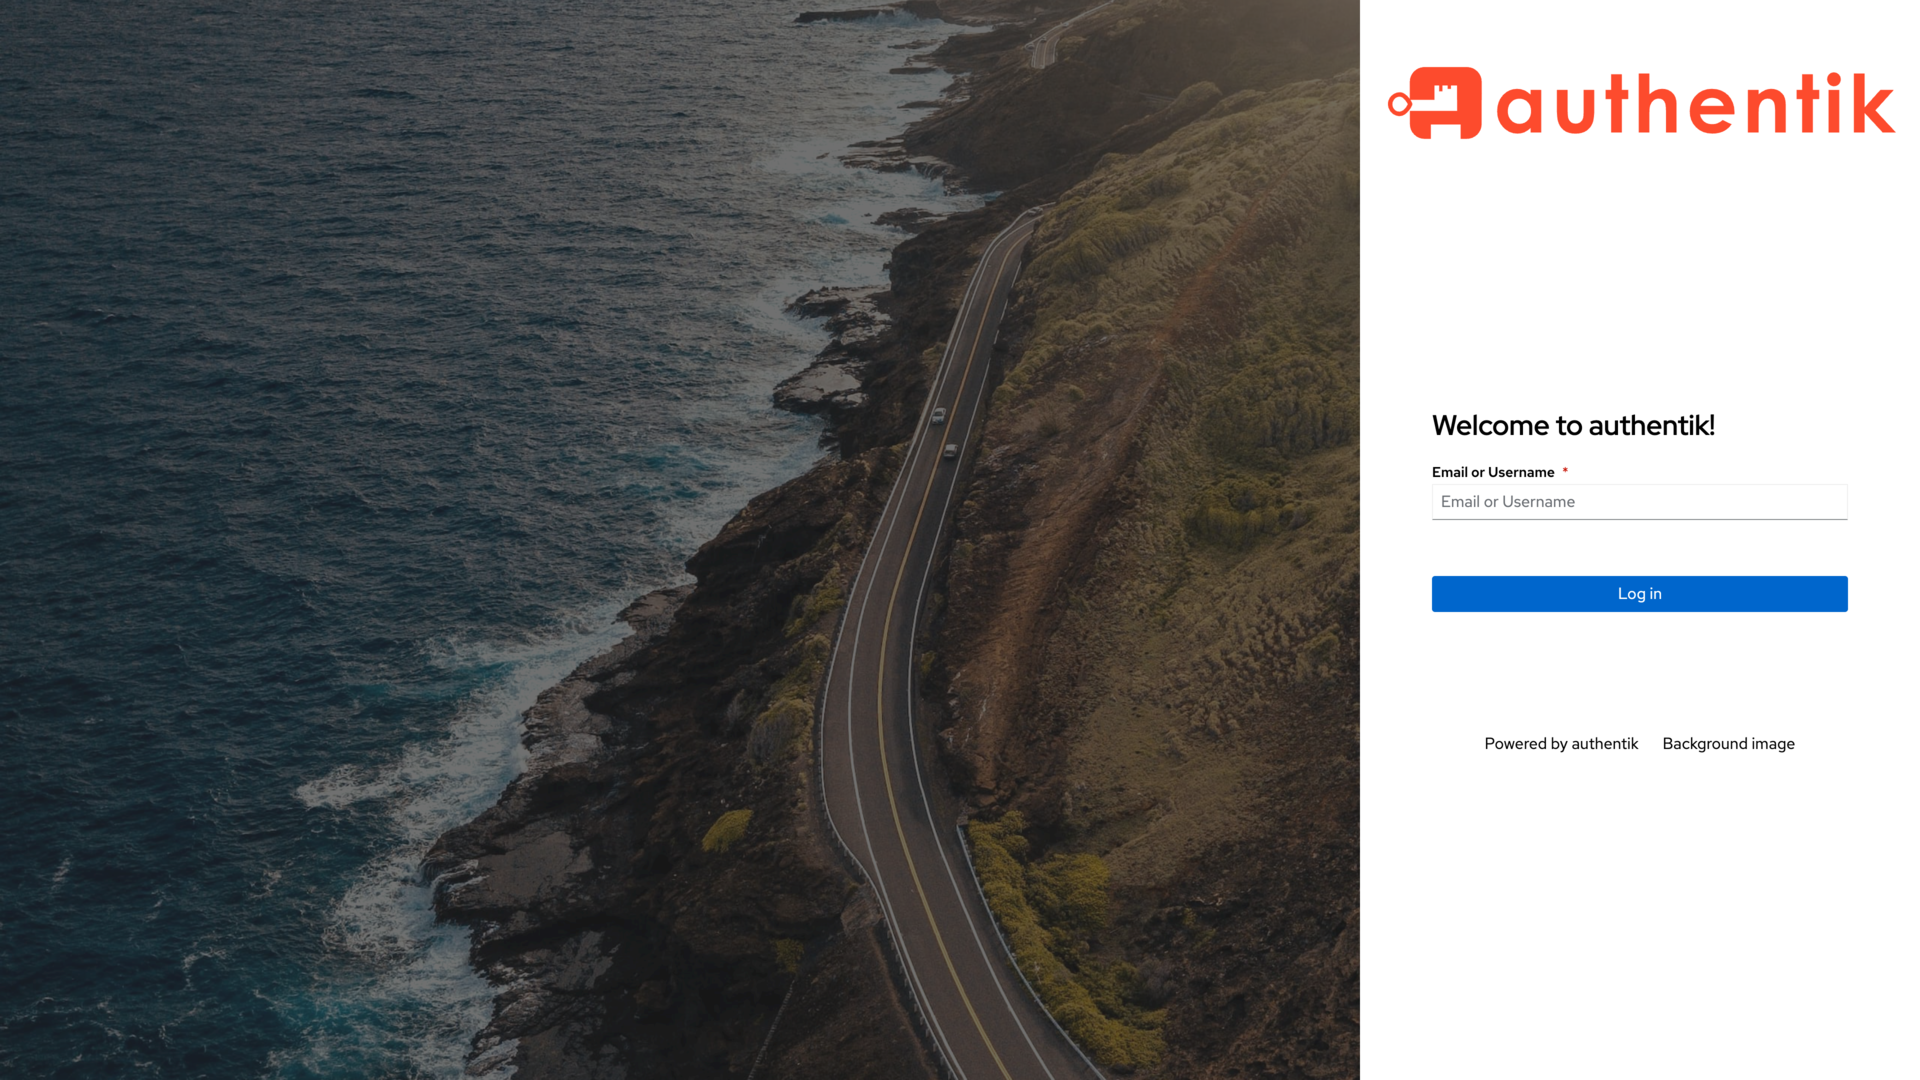 authentik
Welcome to authentik!
Email or Username *
Email or Username
Log in
Powered by authentik Background image